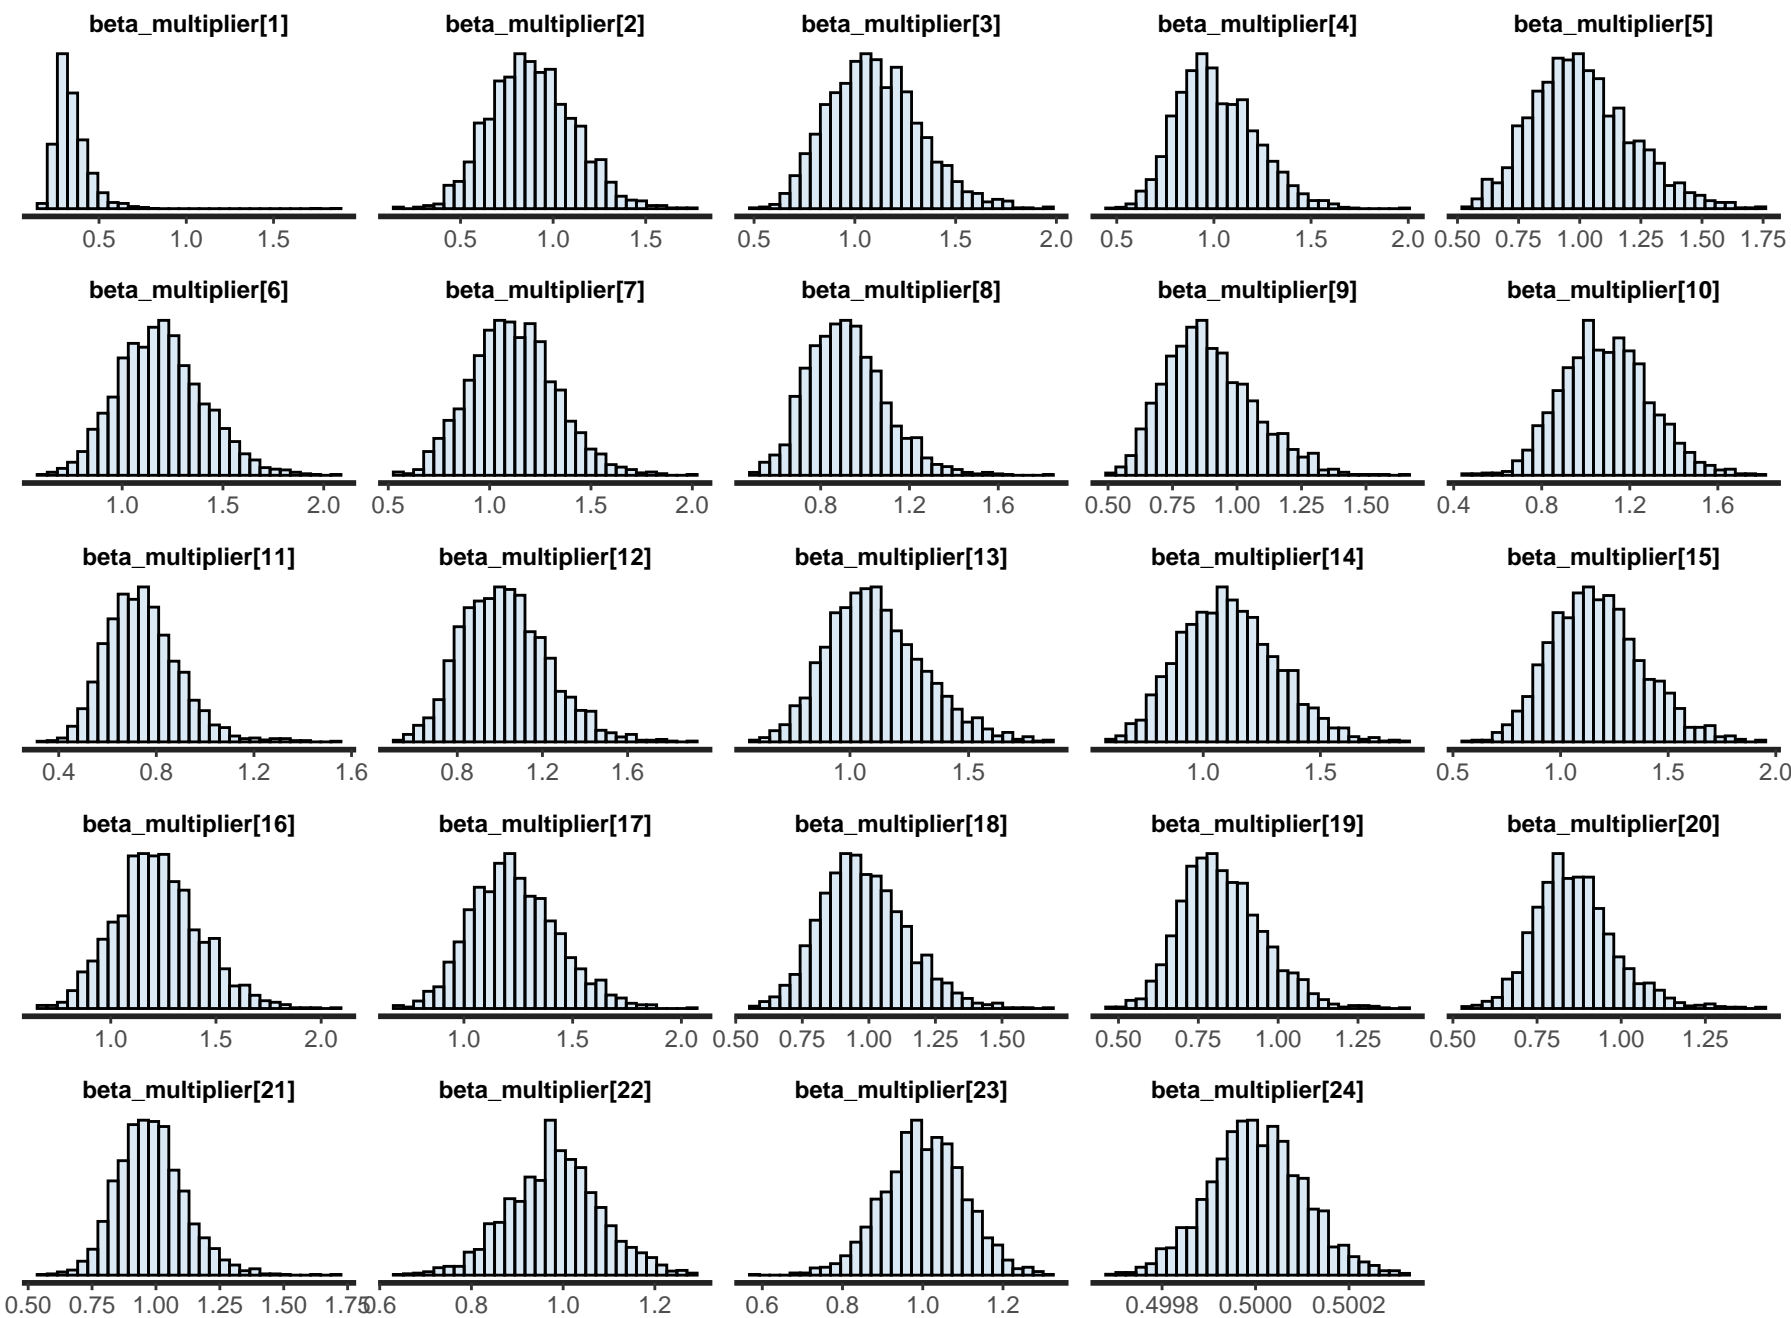 beta_multiplier[1] beta_multiplier[2] beta_multiplier[3] beta_multiplier[4] beta_multiplier[5]
0.5 1.0 1.5 0.5 1.0 1.5 0.5 1.0 1.5 2.0 0.5 1.0 1.5 2.0 0.50 0.75 1.00 1.25 1.50 1.75
beta_multiplier[6] beta_multiplier[7] beta_multiplier[8] beta_multiplier[9] beta_multiplier[10]
1.0 1.5 2.0 0.5 1.0 1.5 2.0 0.8 1.2 1.6 0.50 0.75 1.00 1.25 1.50 0.4 0.8 1.2 1.6
beta_multiplier[11] beta_multiplier[12] beta_multiplier[13] beta_multiplier[14] beta_multiplier[15]
0.4 0.8 1.2 1.6 0.8 1.2 1.6 1.0 1.5 1.0 1.5 0.5 1.0 1.5 2.0
beta_multiplier[16] beta_multiplier[17] beta_multiplier[18] beta_multiplier[19] beta_multiplier[20]
1.0 1.5 2.0 1.0 1.5 2.0 0.50 0.75 1.00 1.25 1.50 0.50 0.75 1.00 1.25 0.50 0.75 1.00 1.25
beta_multiplier[21] beta_multiplier[22] beta_multiplier[23] beta_multiplier[24]
0.50 0.75 1.00 1.25 1.50 1.75 0.6 0.8 1.0 1.2 0.6 0.8 1.0 1.2 0.4998 0.5000 0.5002